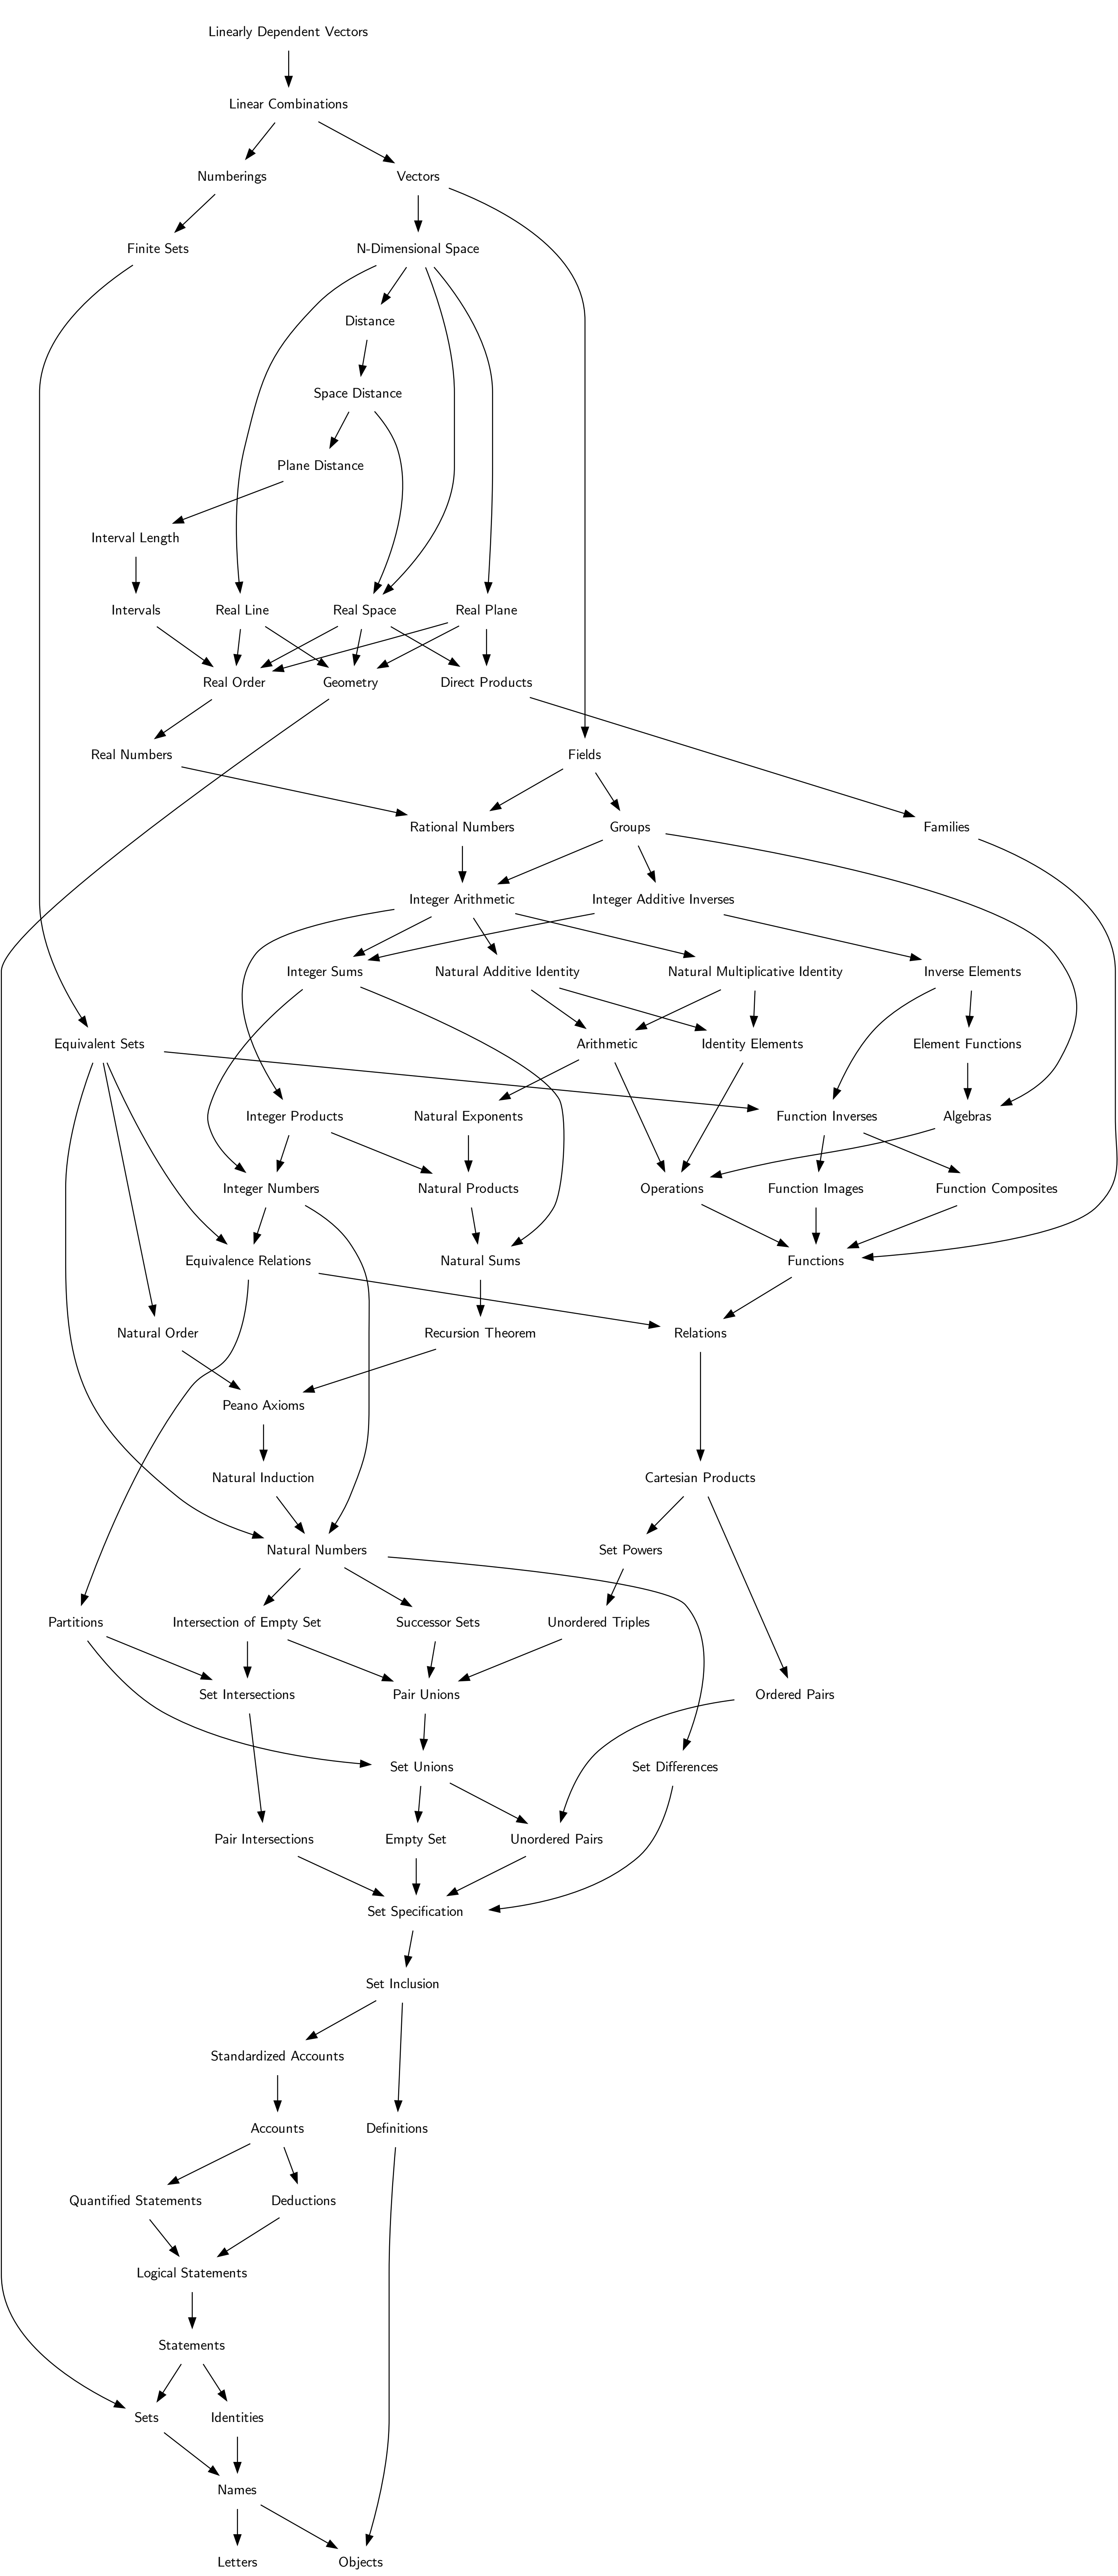 Linearly Dependent Vectors
Linear Combinations
Numberings
Vectors
Finite Sets
N-Dimensional Space
Distance
Space Distance
Plane Distance
Interval Length
Intervals
Real Line
Real Space
Real Plane
Real Order
Geometry
Direct Products
Real Numbers
Fields
Rational Numbers
Groups
Families
Integer Arithmetic
Integer Additive Inverses
Integer Sums
Natural Additive Identity
Natural Multiplicative Identity
Inverse Elements
Equivalent Sets
Arithmetic
Identity Elements
Element Functions
Integer Products
Natural Exponents
Function Inverses
Algebras
Integer Numbers
Natural Products
Operations
Function Images
Function Composites
Equivalence Relations
Natural Sums
Functions
Natural Order
Recursion Theorem
Relations
Peano Axioms
Natural Induction
Cartesian Products
Natural Numbers
Set Powers
Partitions
Intersection of Empty Set
Successor Sets
Unordered Triples
Set Intersections
Pair Unions
Ordered Pairs
Set Unions
Set Differences
Pair Intersections
Empty Set
Unordered Pairs
Set Specification
Set Inclusion
Standardized Accounts
Accounts
Definitions
Quantified Statements
Deductions
Logical Statements
Statements
Sets
Identities
Names
Letters
Objects